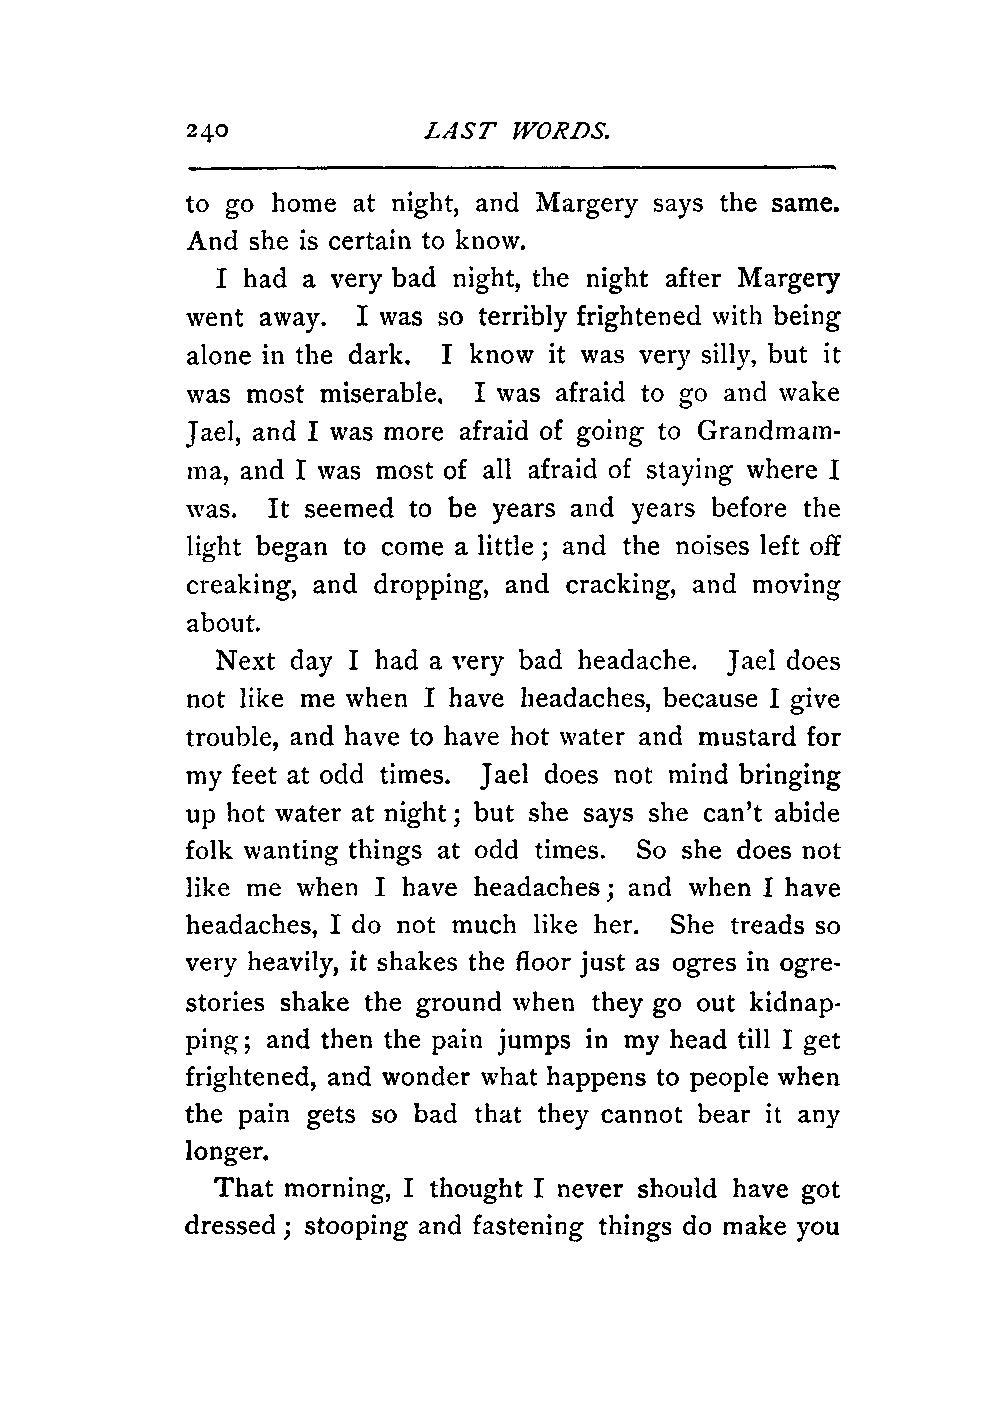 240 LAST WORDS.
to go home at night, and Margery says the same.
And she is certain to know.
I had a very bad night, the night after Margery
went away. I was so terribly frightened with being
alone in the dark. I know it was very silly, but it
was most miserable. I was afraid to go and wake
Jael, and I was more afraid of going to Grandmam-
ma, and I was most of all afraid of staying where I
was. It seemed to be years and years before the
light began to come a little; and the noises left off
creaking, and dropping, and cracking, and moving
about.
Next day I had a very bad headache. Jael does
not like me when I have headaches, because I give
trouble, and have to have hot water and mustard for
my feet at odd times. Jael does not mind bringing
up hot water at night; but she says she can't abide
folk wanting things at odd times. So she does not
like me when I have headaches; and when I have
headaches, I do not much like her. She treads so
very heavily, it shakes the floor just as ogres in ogre-
stories shake the ground when they go out kidnap-
ping; and then the pain jumps in my head till I get
frightened, and wonder what happens to people when
the pain gets so bad that they cannot bear it any
longer.
That morning, I thought I never should have got
dressed; stooping and fastening things do make you